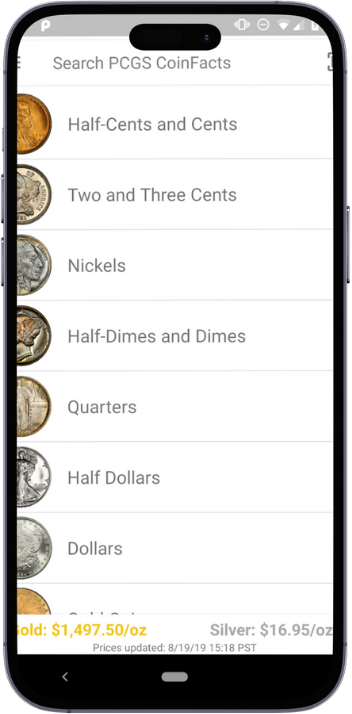 Search PCGS CoinFacts
Half-Cents and Cents
Two and Three Cents
Nickels
Half-Dimes and Dimes
Quarters
Half Dollars
Dollars
Gold: $1,497.50/oz Silver: $16.95/oz
Prices updated: 8/19/19 15:18 PST